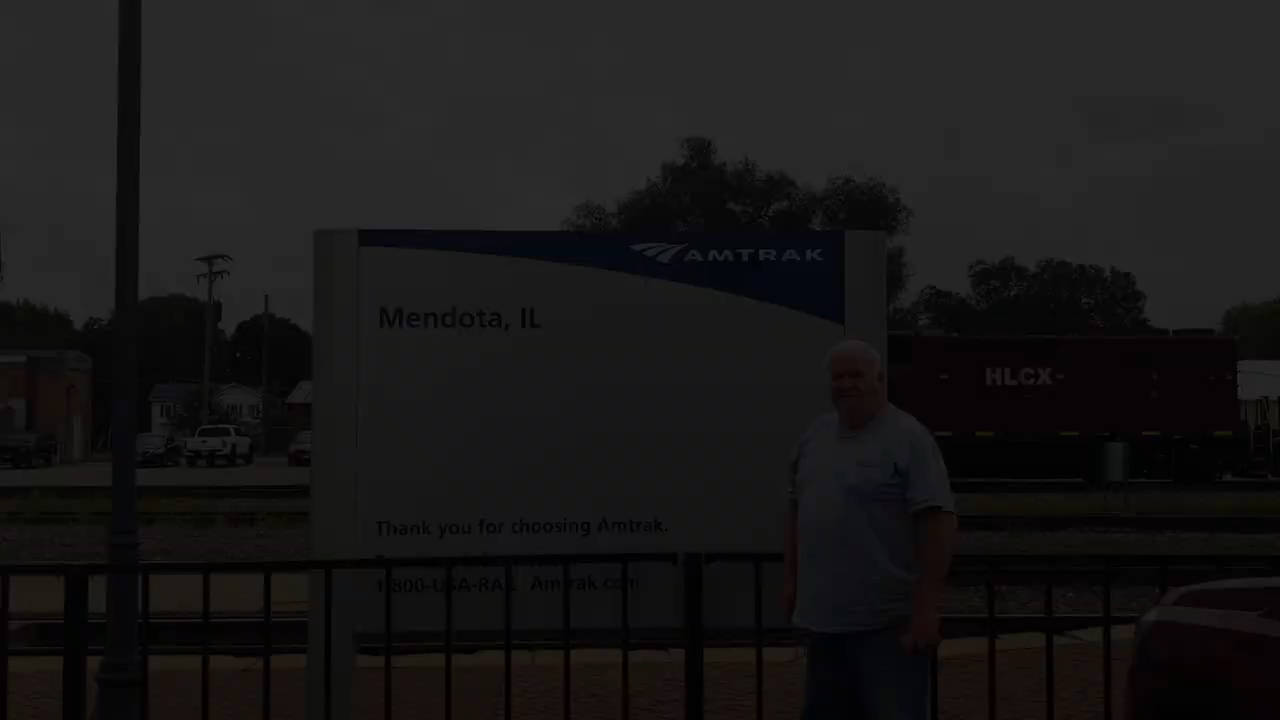 AMTRAK
Mendota, IL
HLCX
Thank you for choosing Amtrak.
1-800-USA-RAIL Amtrak.com